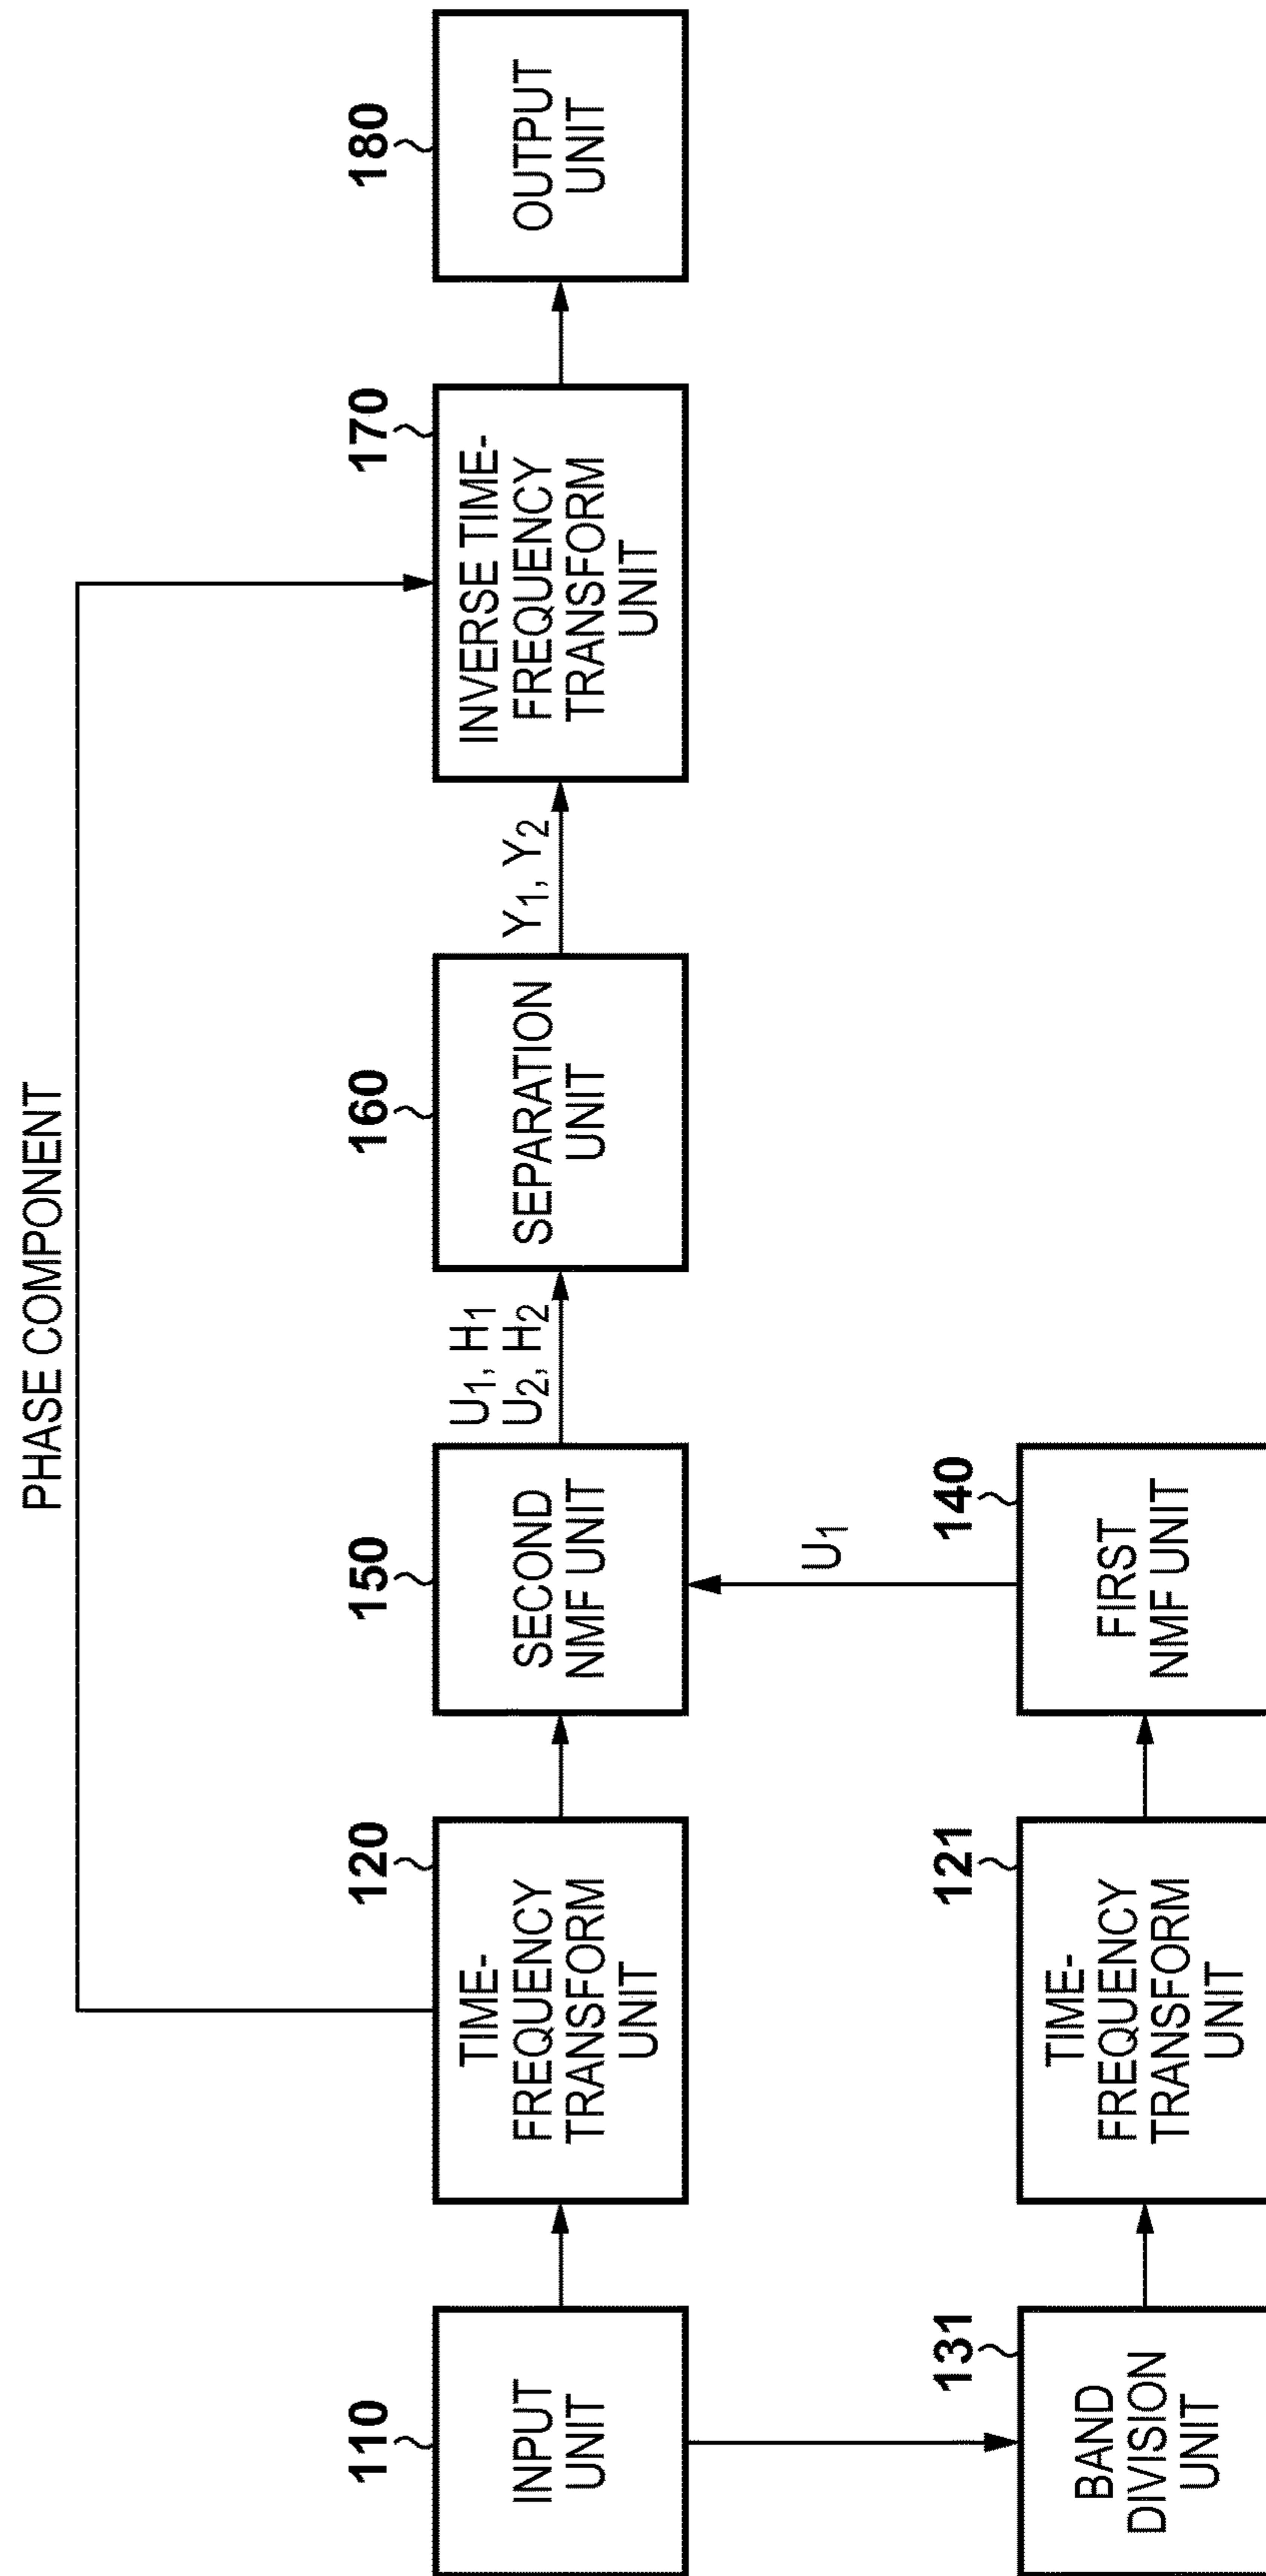 PHASE COMPONENT
110
INPUT
UNIT
120
TIME-
FREQUENCY
TRANSFORM
UNIT
150
SECOND
NMF UNIT
U1, H1
U2, H2
160
SEPARATION
UNIT
Y1, Y2
170
INVERSE TIME-
FREQUENCY
TRANSFORM
UNIT
180
OUTPUT
UNIT
131
BAND
DIVISION
UNIT
121
TIME-
FREQUENCY
TRANSFORM
UNIT
140
FIRST
NMF UNIT
U1